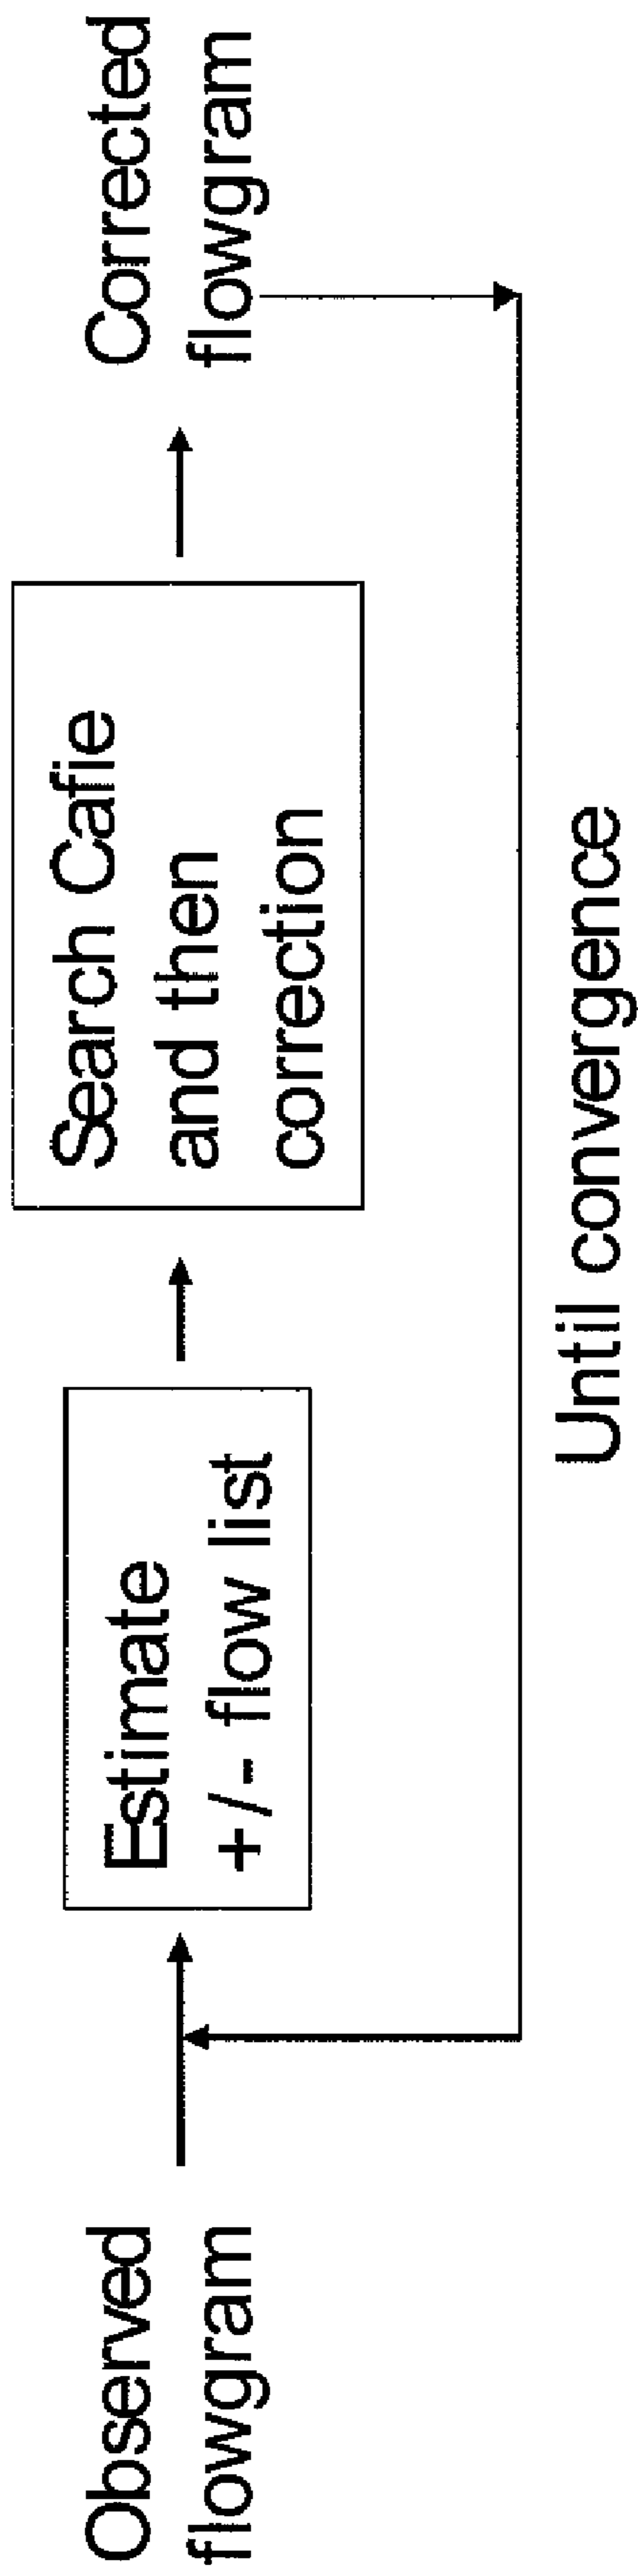 Observed
flowgram
Estimate
+/- flow list
Search Cafie
and then
correction
Corrected
flowgram
Until convergence